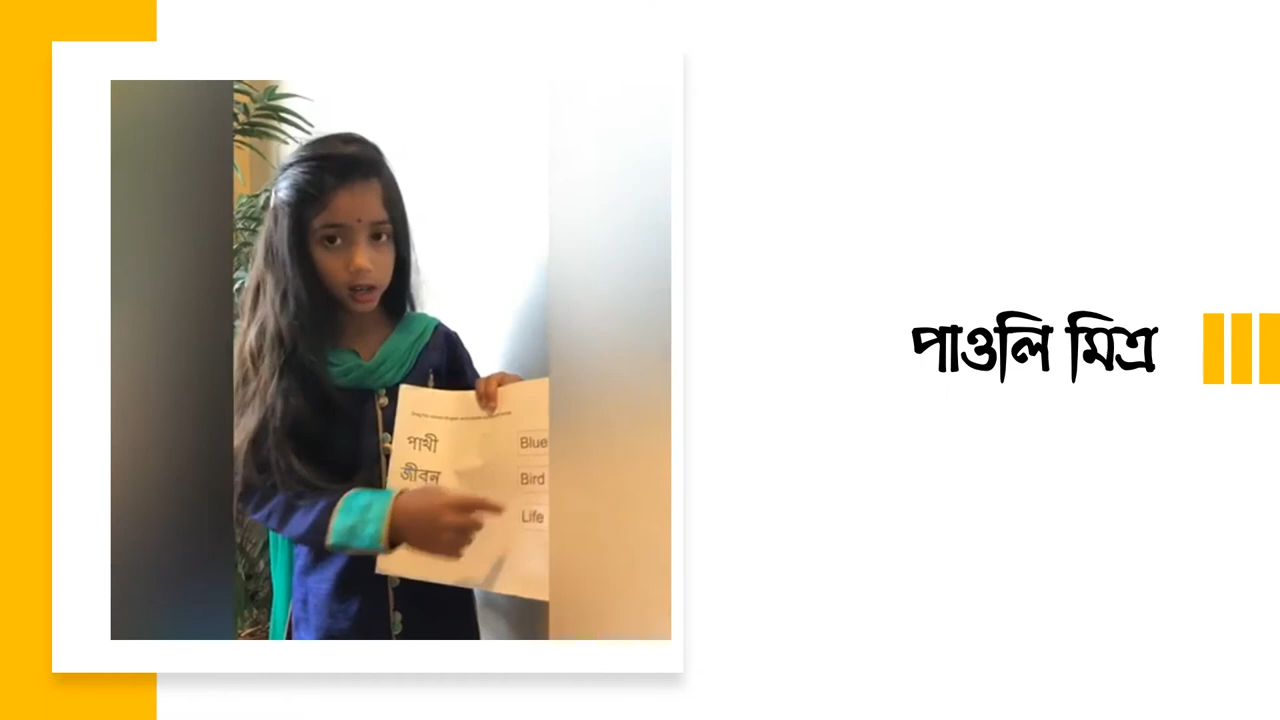 পাখী
জীবন
Blue
Bird
Life
পাওলি মিত্র